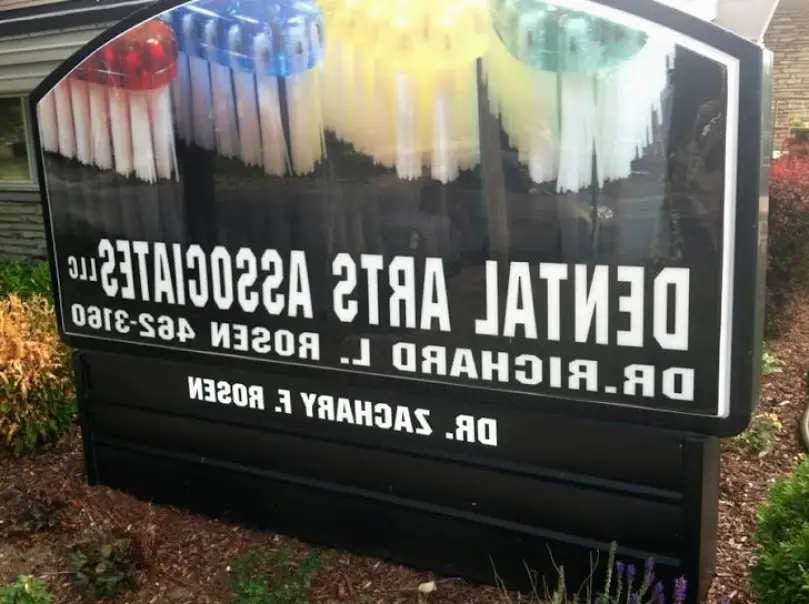 DENTAL ARTS ASSOCIATES LLC
DR. RICHARD L. ROSEN 462-3160
DR. ZACHARY F. ROSEN